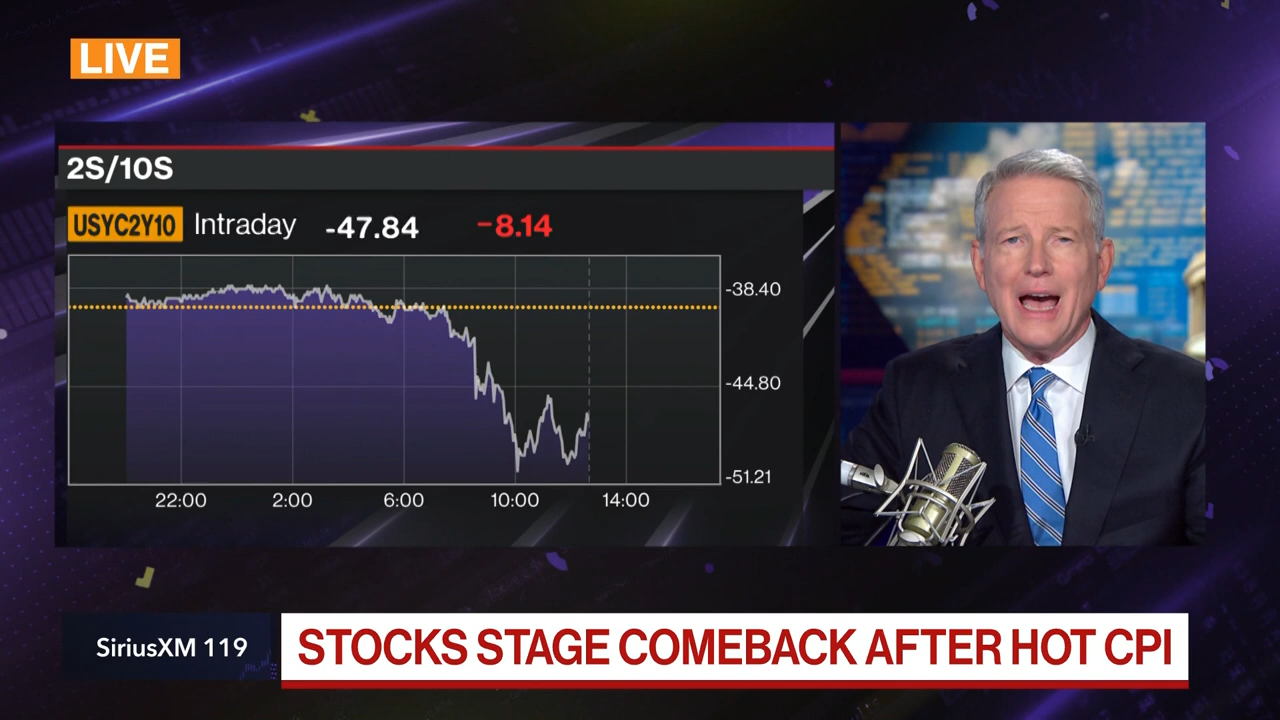 LIVE
2S/10S
USYC2Y10 Intraday -47.84 -8.14
-38.40
-44.80
-51.21
22:00 2:00 6:00 10:00 14:00
SiriusXM 119
STOCKS STAGE COMEBACK AFTER HOT CPI